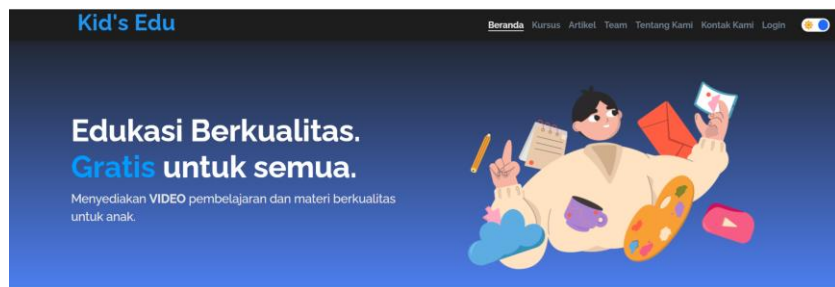 Kid's Edu
Beranda Kursus Artikel Team Tentang Kami Kontak Kami Login
Edukasi Berkualitas.
Gratis untuk semua.
Menyediakan VIDEO pembelajaran dan materi berkualitas
untuk anak.